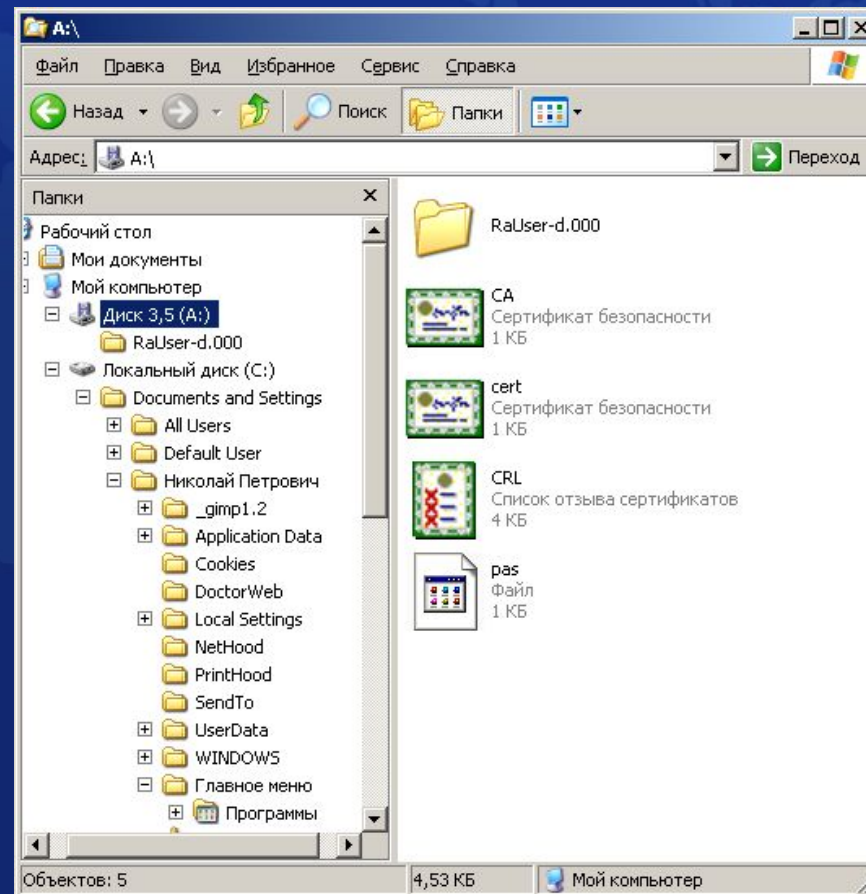 A:\
Файл Правка Вид Избранное Сервис Справка
Назад Поиск Папки
Адрес: A:\ Переход
Папки
Рабочий стол
Мои документы
Мой компьютер
Диск 3,5 (A:)
RaUser-d.000
Локальный диск (C:)
Documents and Settings
All Users
Default User
Николай Петрович
_gimp1.2
Application Data
Cookies
DoctorWeb
Local Settings
NetHood
PrintHood
SendTo
UserData
WINDOWS
Главное меню
Программы
RaUser-d.000
CA
Сертификат безопасности
1 КБ
cert
Сертификат безопасности
1 КБ
CRL
Список отзыва сертификатов
4 КБ
pas
Файл
1 КБ
Объектов: 5 4,53 КБ Мой компьютер